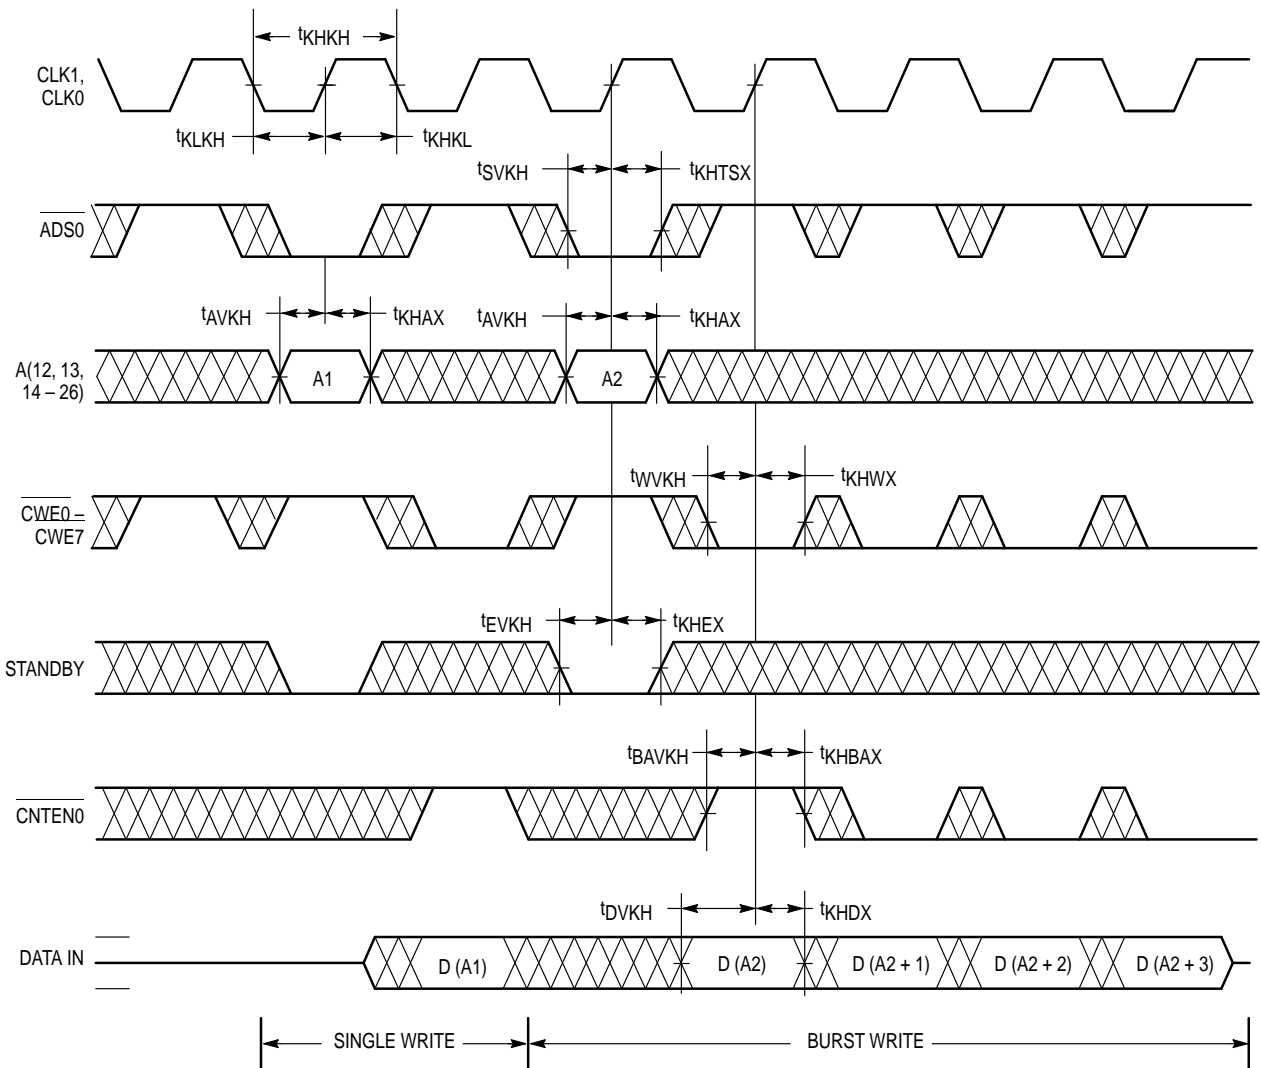 tKHKH
CLK1,
CLK0
tKLKH
tKHKL
tSVKH
tKHTSX
ADS0
tAVKH
tKHAX
tAVKH
tKHAX
A(12, 13,
14 – 26)
A1
A2
tWVKH
tKHWX
CWE0 –
CWE7
tEVKH
tKHEX
STANDBY
tBAVKH
tKHBAX
CNTEN0
tDVKH
tKHDX
DATA IN
D (A1)
D (A2)
D (A2 + 1)
D (A2 + 2)
D (A2 + 3)
SINGLE WRITE
BURST WRITE